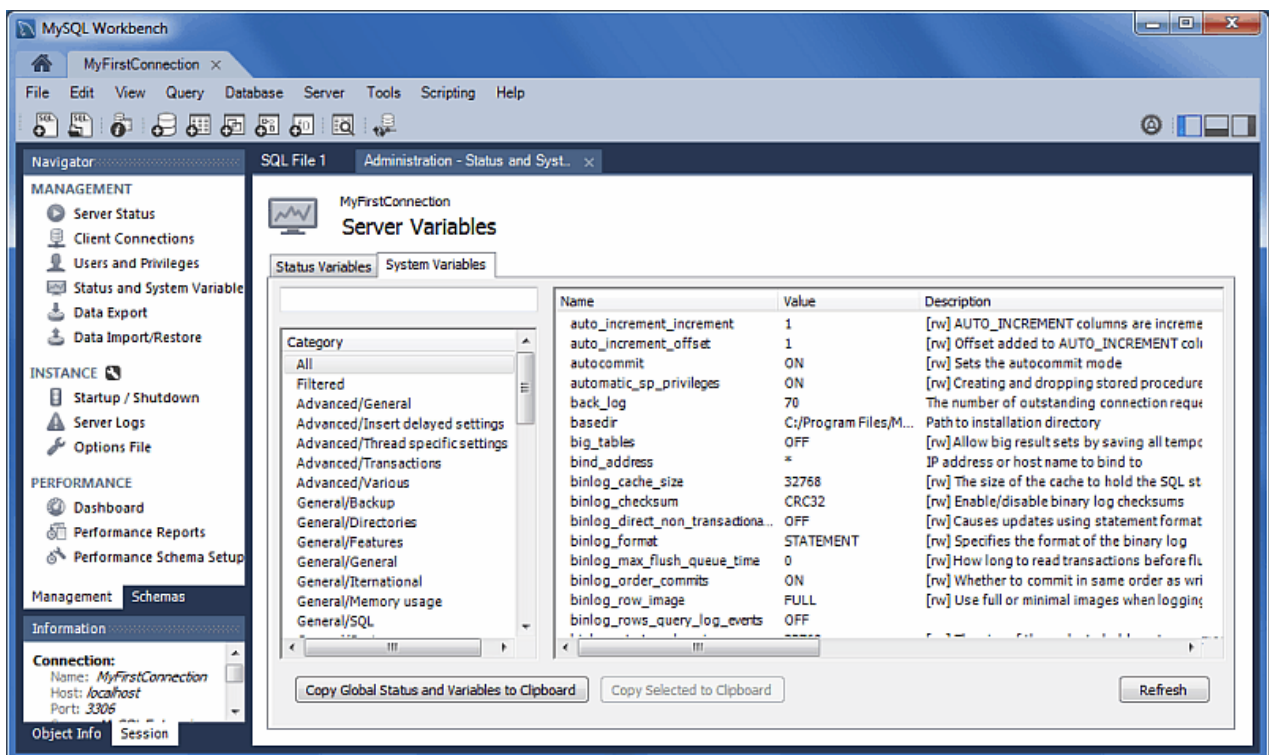 MySQL Workbench
MyFirstConnection
File Edit View Query Database Server Tools Scripting Help
Navigator
MANAGEMENT
Server Status
Client Connections
Users and Privileges
Status and System Variable
Data Export
Data Import/Restore
INSTANCE
Startup / Shutdown
Server Logs
Options File
PERFORMANCE
Dashboard
Performance Reports
Performance Schema Setup
Management Schemas
Information
Connection:
Name: MyFirstConnection
Host: localhost
Port: 3306
Object Info Session
SQL File 1 Administration - Status and Syst..
MyFirstConnection
Server Variables
Status Variables System Variables
Category
All
Filtered
Advanced/General
Advanced/Insert delayed settings
Advanced/Thread specific settings
Advanced/Transactions
Advanced/Various
General/Backup
General/Directories
General/Features
General/General
General/Iternational
General/Memory usage
General/SQL
Name Value Description
auto_increment_increment 1 [rw] AUTO_INCREMENT columns are increme
auto_increment_offset 1 [rw] Offset added to AUTO_INCREMENT colu
autocommit ON [rw] Sets the autocommit mode
automatic_sp_privileges ON [rw] Creating and dropping stored procedure
back_log 70 The number of outstanding connection reque
basedir C:/Program Files/M... Path to installation directory
big_tables OFF [rw] Allow big result sets by saving all tempo
bind_address * IP address or host name to bind to
binlog_cache_size 32768 [rw] The size of the cache to hold the SQL st
binlog_checksum CRC32 [rw] Enable/disable binary log checksums
binlog_direct_non_transactiona... OFF [rw] Causes updates using statement format
binlog_format STATEMENT [rw] Specifies the format of the binary log
binlog_max_flush_queue_time 0 [rw] How long to read transactions before flu
binlog_order_commits ON [rw] Whether to commit in same order as wri
binlog_row_image FULL [rw] Use full or minimal images when logging
binlog_rows_query_log_events OFF
Copy Global Status and Variables to Clipboard Copy Selected to Clipboard Refresh